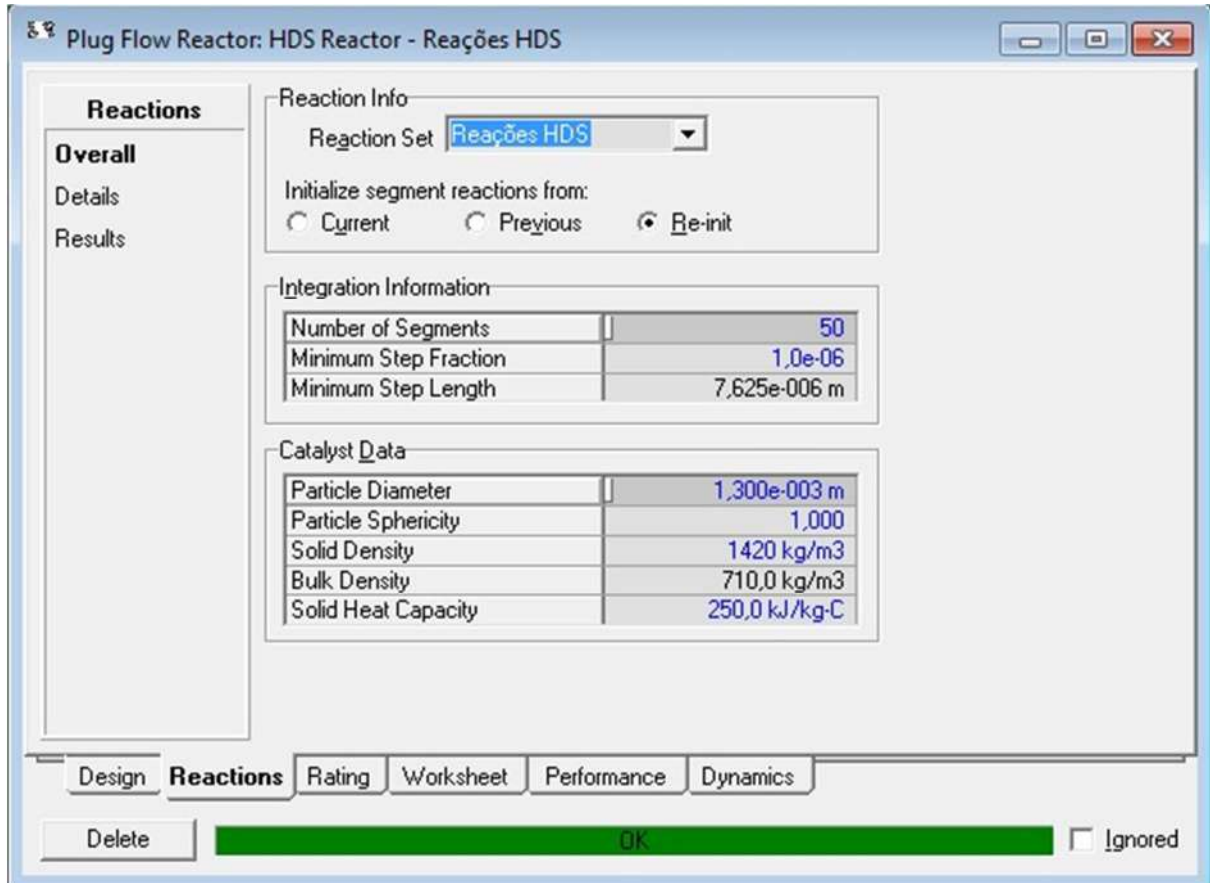 Plug Flow Reactor: HDS Reactor - Reações HDS
Reactions
Overall
Details
Results
Reaction Info
Reaction Set Reações HDS
Initialize segment reactions from:
Current Previous Re-init
Integration Information
Number of Segments 50
Minimum Step Fraction 1,0e-06
Minimum Step Length 7,625e-006 m
Catalyst Data
Particle Diameter 1,300e-003 m
Particle Sphericity 1,000
Solid Density 1420 kg/m3
Bulk Density 710,0 kg/m3
Solid Heat Capacity 250,0 kJ/kg-C
Design Reactions Rating Worksheet Performance Dynamics
Delete OK Ignored